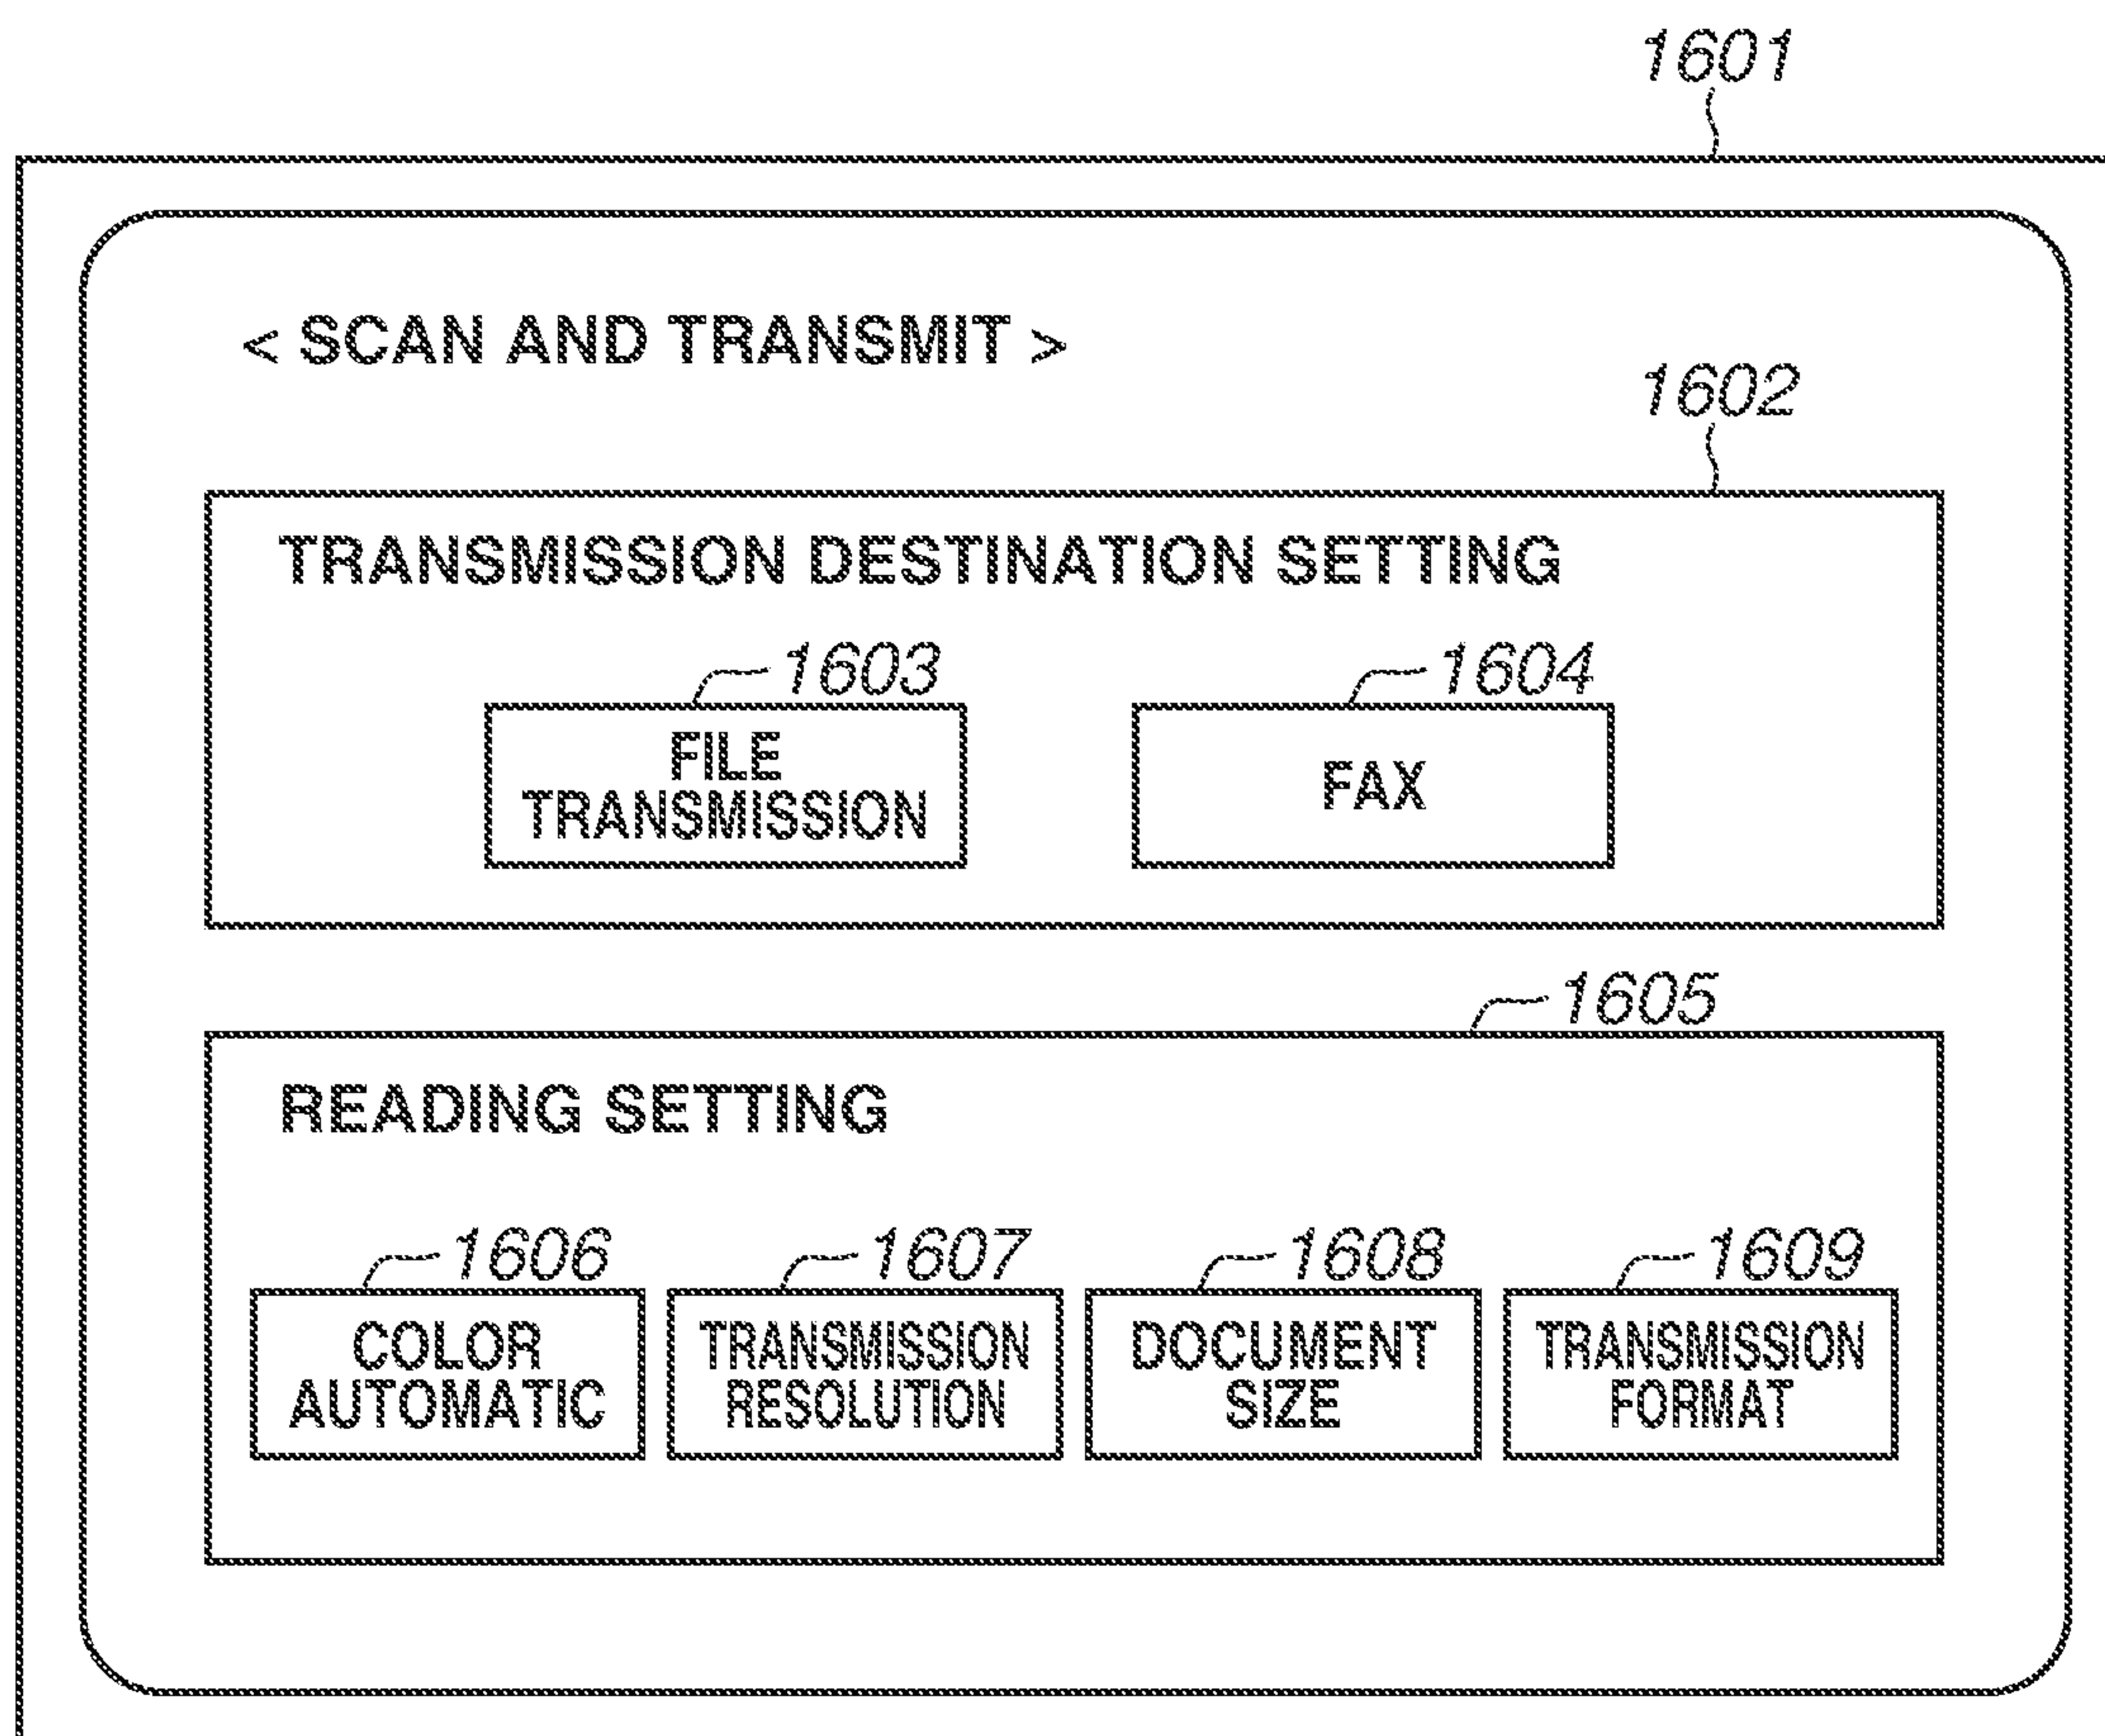 1601
< SCAN AND TRANSMIT >
1602
TRANSMISSION DESTINATION SETTING
1603
1604
FILE
TRANSMISSION
FAX
1605
READING SETTING
1606
1607
1608
1609
COLOR
AUTOMATIC
TRANSMISSION
RESOLUTION
DOCUMENT
SIZE
TRANSMISSION
FORMAT